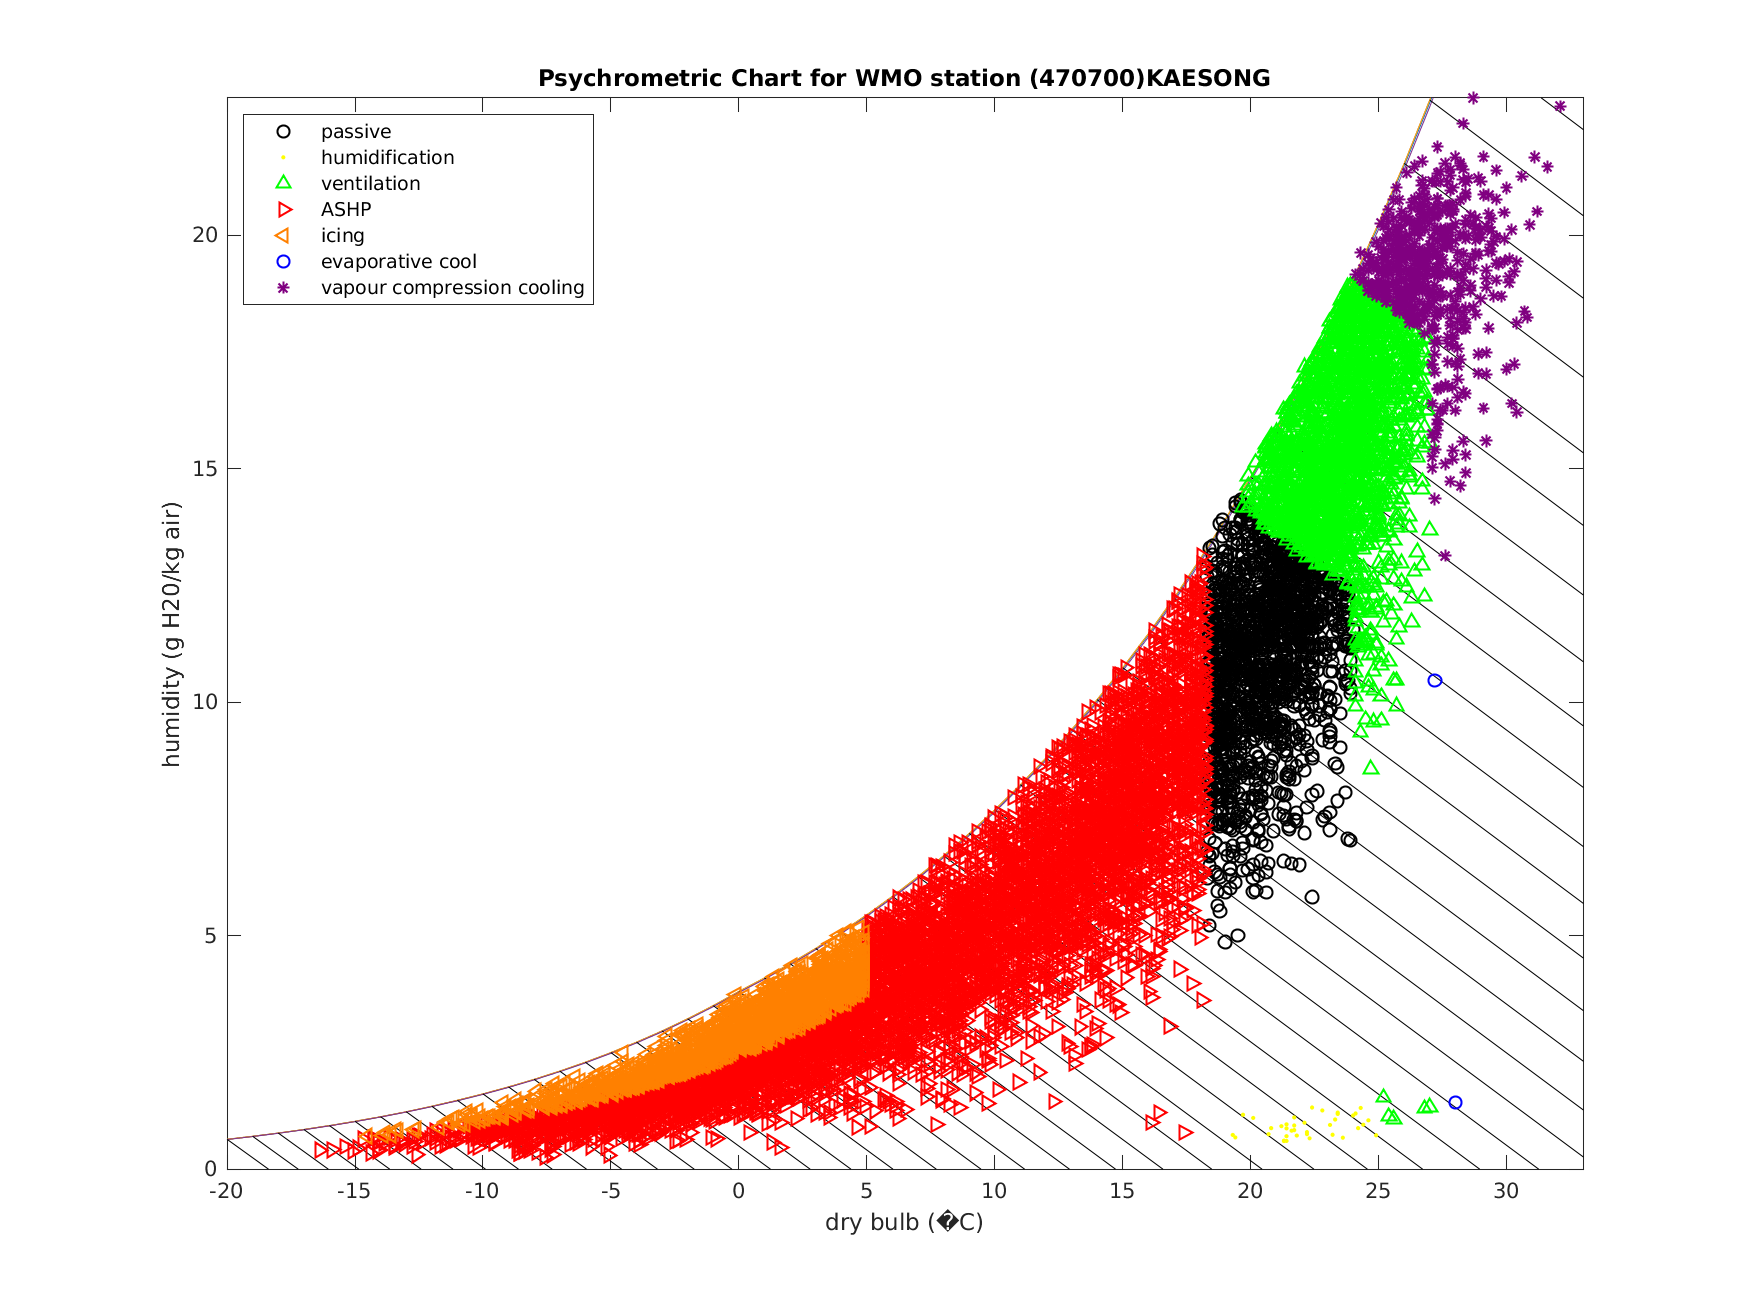 Psychrometric Chart for WMO station (470700)KAESONG
passive
humidification
ventilation
ASHP
icing
evaporative cool
vapour compression cooling
humidity (g H20/kg air)
20
15
10
5
0
-20 -15 -10 -5 0 5 10 15 20 25 30
dry bulb (�C)